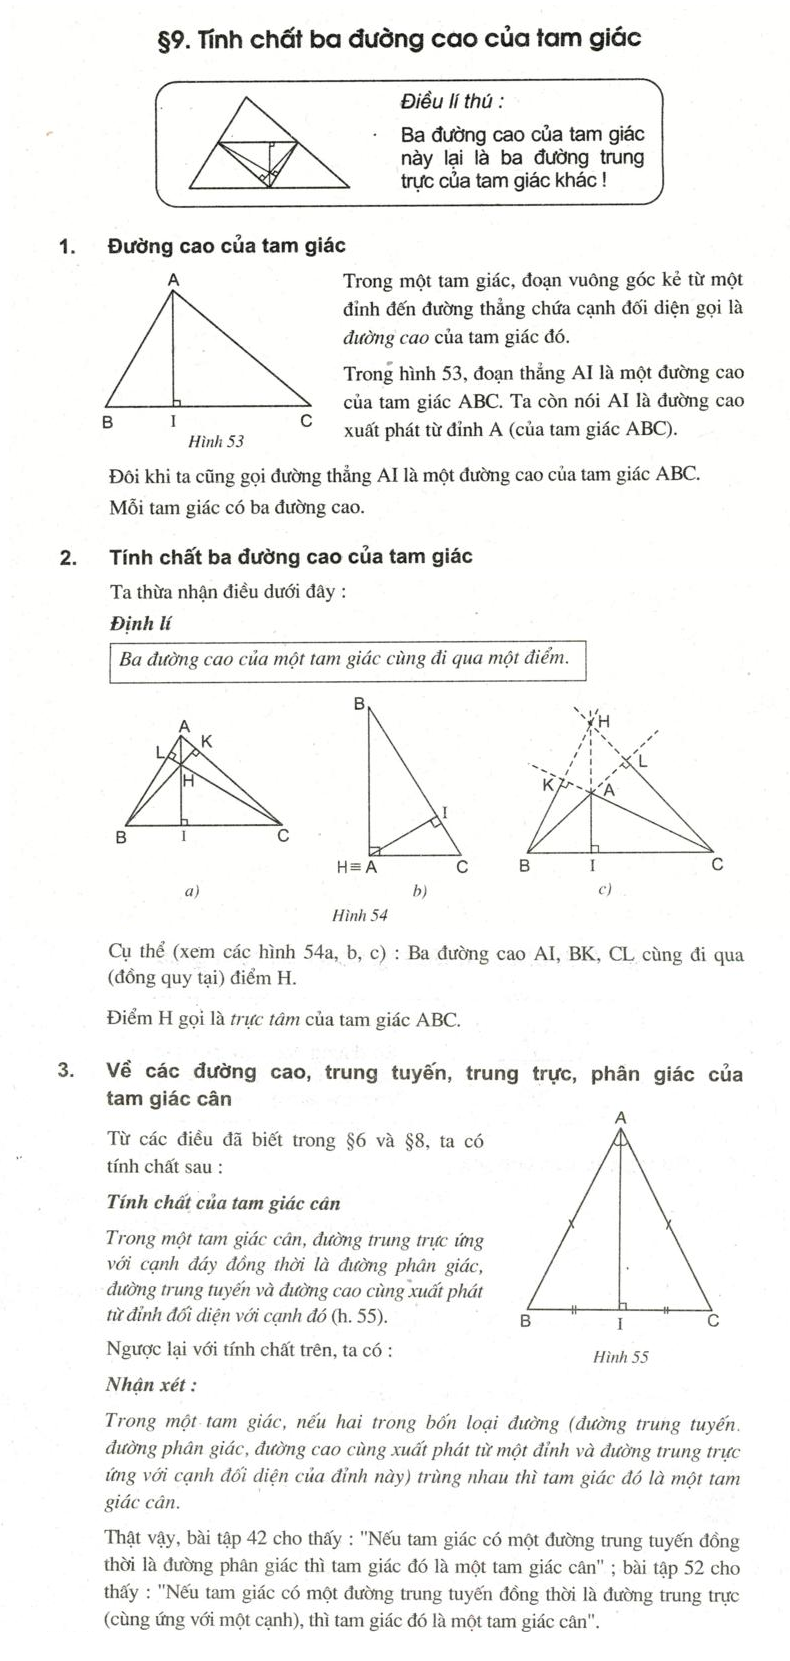 §9. Tính chất ba đường cao của tam giác
Điều lí thú :
Ba đường cao của tam giác
này lại là ba đường trung
trực của tam giác khác !
1. Đường cao của tam giác
A
B
I
C
Hình 53
Trong một tam giác, đoạn vuông góc kẻ từ một
đỉnh đến đường thẳng chứa cạnh đối diện gọi là
đường cao của tam giác đó.
Trong hình 53, đoạn thẳng AI là một đường cao
của tam giác ABC. Ta còn nói AI là đường cao
xuất phát từ đỉnh A (của tam giác ABC).
Đôi khi ta cũng gọi đường thẳng AI là một đường cao của tam giác ABC.
Mỗi tam giác có ba đường cao.
2. Tính chất ba đường cao của tam giác
Ta thừa nhận điều dưới đây :
Định lí
Ba đường cao của một tam giác cùng đi qua một điểm.
A
K
L
H
B
I
C
a)
B
I
H ≡ A
C
b)
H
L
K
A
B
I
C
c)
Hình 54
Cụ thể (xem các hình 54a, b, c) : Ba đường cao AI, BK, CL cùng đi qua
(đồng quy tại) điểm H.
Điểm H gọi là trực tâm của tam giác ABC.
3. Về các đường cao, trung tuyến, trung trực, phân giác của
tam giác cân
Từ các điều đã biết trong §6 và §8, ta có
tính chất sau :
Tính chất của tam giác cân
Trong một tam giác cân, đường trung trực ứng
với cạnh đáy đồng thời là đường phân giác,
đường trung tuyến và đường cao cùng xuất phát
từ đỉnh đối diện với cạnh đó (h. 55).
Ngược lại với tính chất trên, ta có :
A
B
I
C
Hình 55
Nhận xét :
Trong một tam giác, nếu hai trong bốn loại đường (đường trung tuyến.
đường phân giác, đường cao cùng xuất phát từ một đỉnh và đường trung trực
ứng với cạnh đối diện của đỉnh này) trùng nhau thì tam giác đó là một tam
giác cân.
Thật vậy, bài tập 42 cho thấy : "Nếu tam giác có một đường trung tuyến đồng
thời là đường phân giác thì tam giác đó là một tam giác cân" ; bài tập 52 cho
thấy : "Nếu tam giác có một đường trung tuyến đồng thời là đường trung trực
(cùng ứng với một cạnh), thì tam giác đó là một tam giác cân".